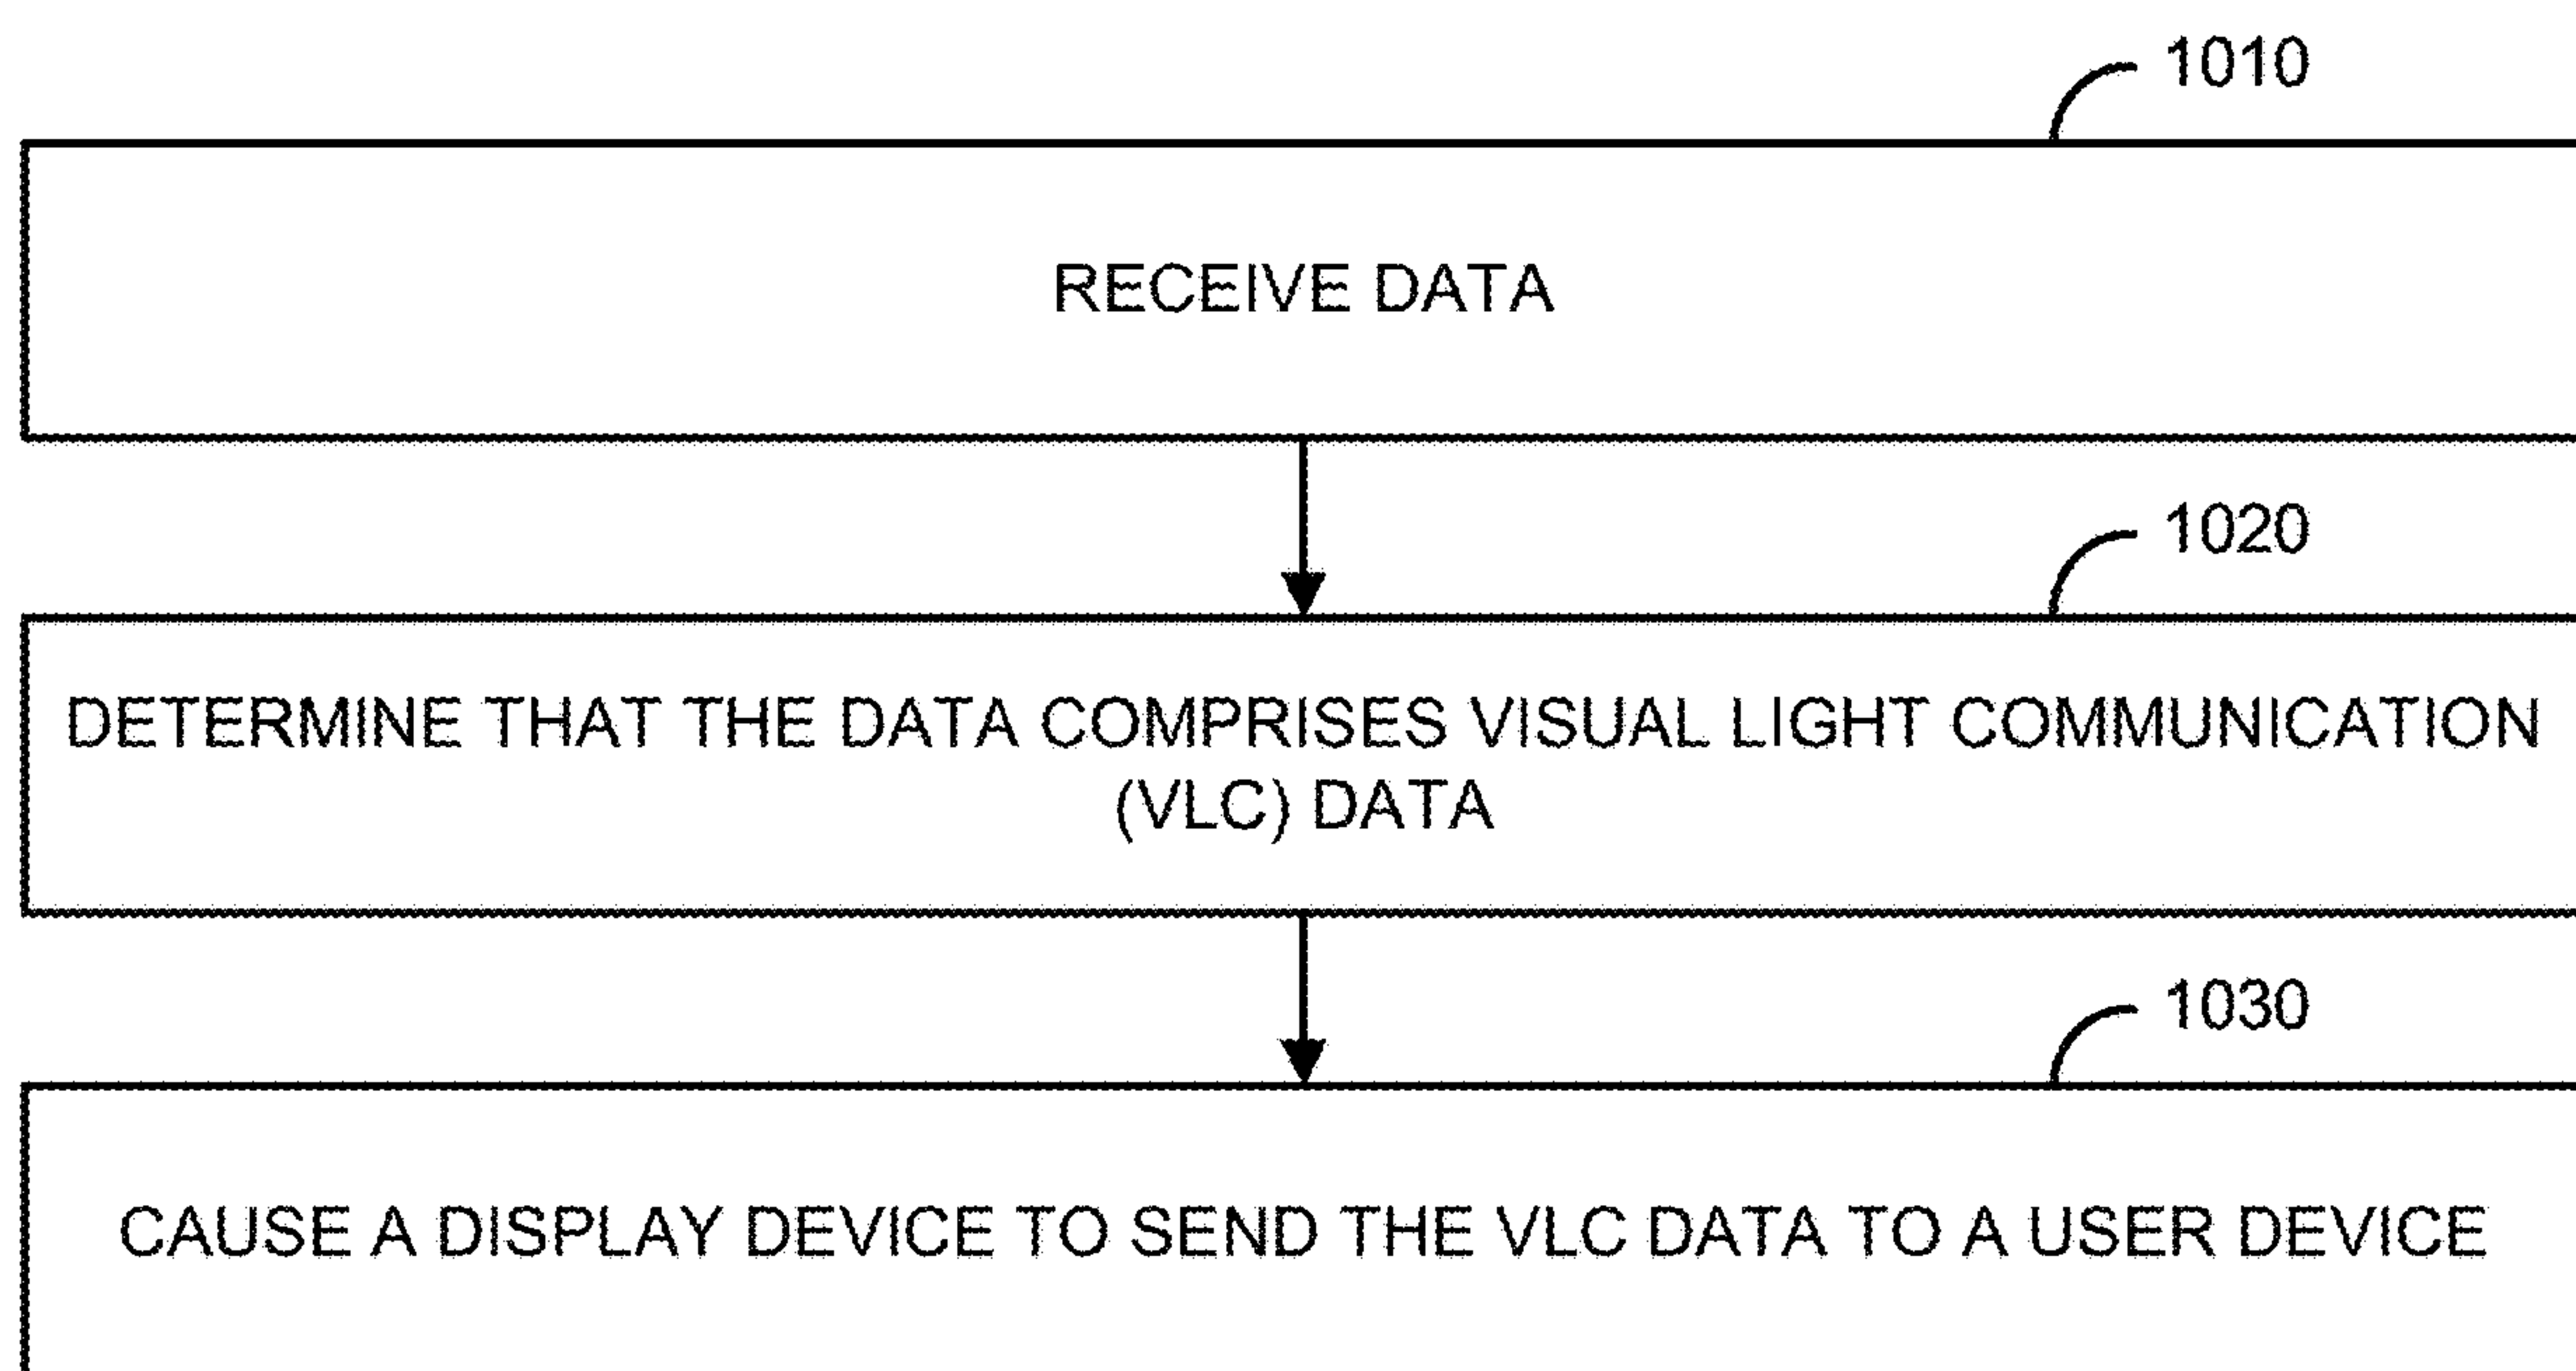 1010
RECEIVE DATA
1020
DETERMINE THAT THE DATA COMPRISES VISUAL LIGHT COMMUNICATION
(VLC) DATA
1030
CAUSE A DISPLAY DEVICE TO SEND THE VLC DATA TO A USER DEVICE